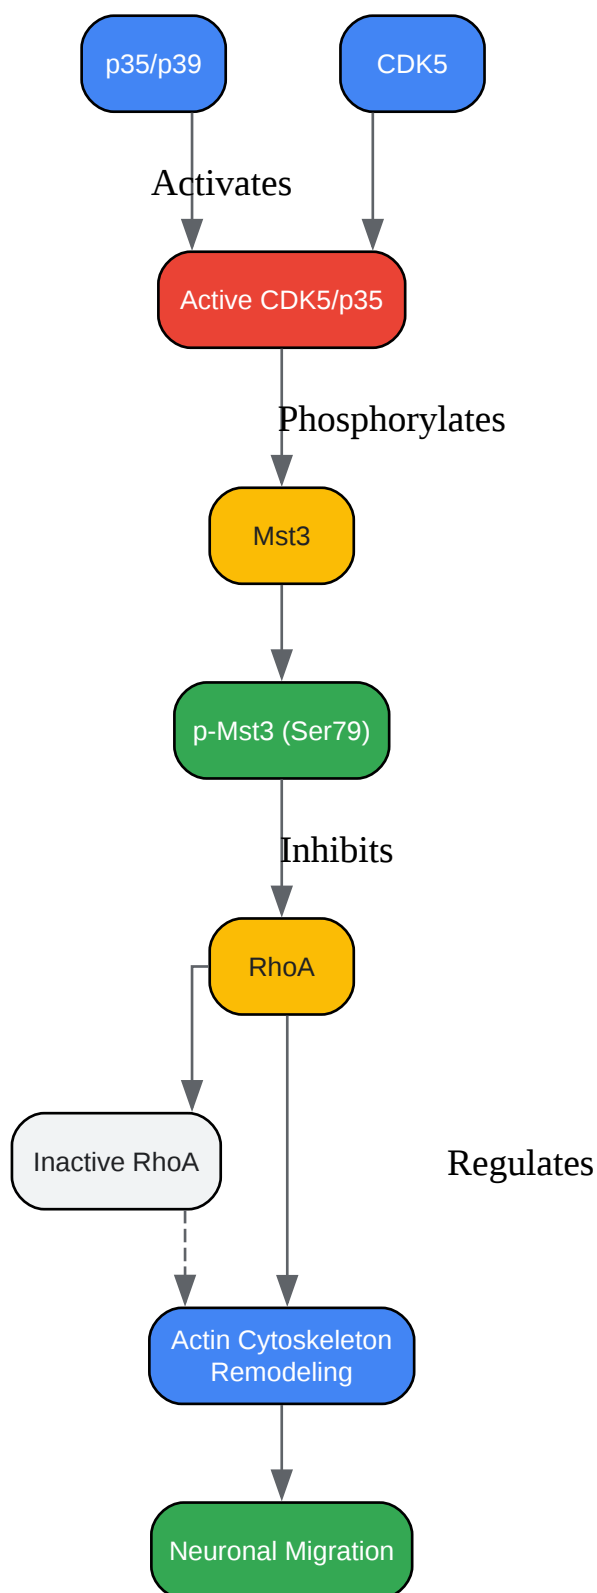 p35/p39
CDK5
Activates
Active CDK5/p35
Phosphorylates
Mst3
p-Mst3 (Ser79)
Inhibits
RhoA
Inactive RhoA
Regulates
Actin Cytoskeleton
Remodeling
Neuronal Migration